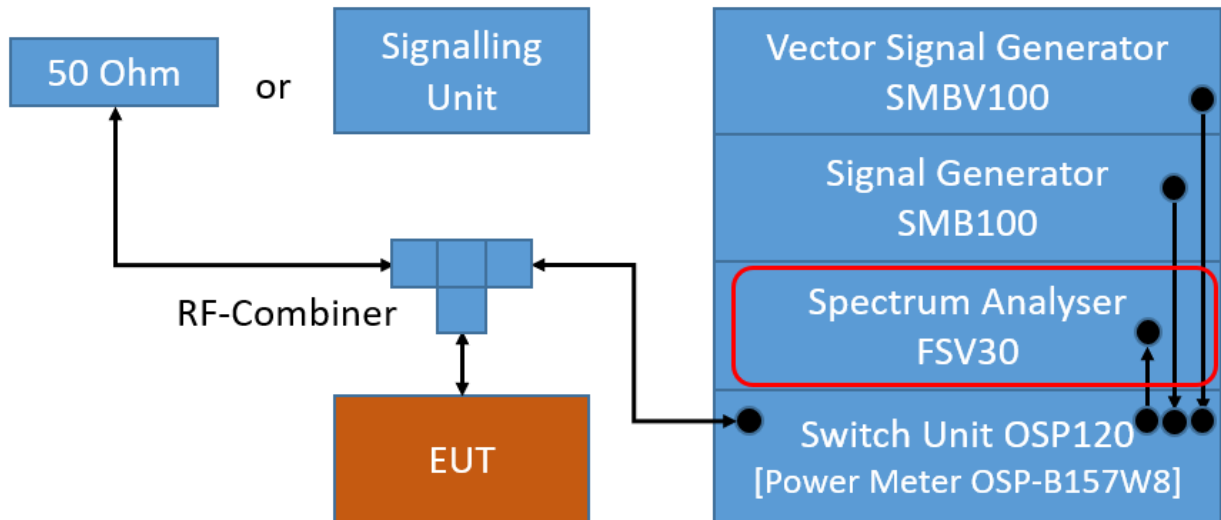 50 Ohm
or
Signalling
Unit
Vector Signal Generator
SMBV100
Signal Generator
SMB100
RF-Combiner
Spectrum Analyser
FSV30
EUT
Switch Unit OSP120
[Power Meter OSP-B157W8]